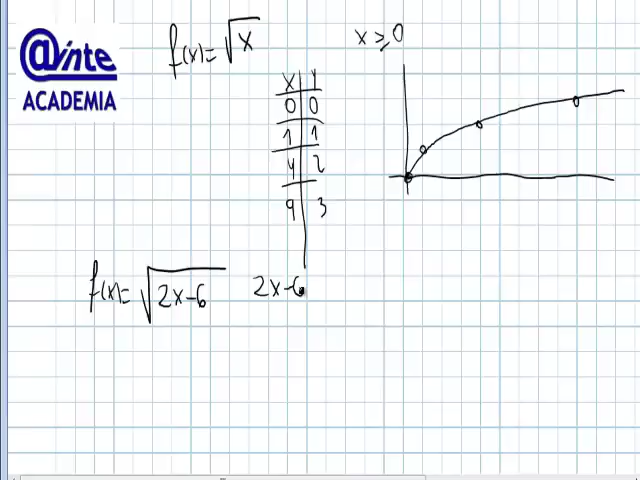 @inte
ACADEMIA
f(x)=√x x≥0
x y
0 0
1 1
4 2
9 3
f(x)=√2x-6 2x-6